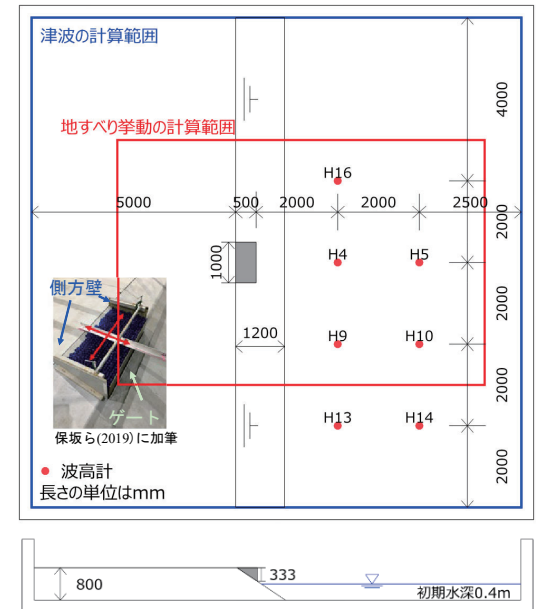 津波の計算範囲
4000
地すべり挙動の計算範囲
H16
5000
500
2000
2000
2500
2000
1000
H4
H5
側方壁
2000
1200
H9
H10
2000
ゲート
H13
H14
保坂ら(2019)に加筆
2000
波高計
長さの単位はmm
333
800
初期水深0.4m